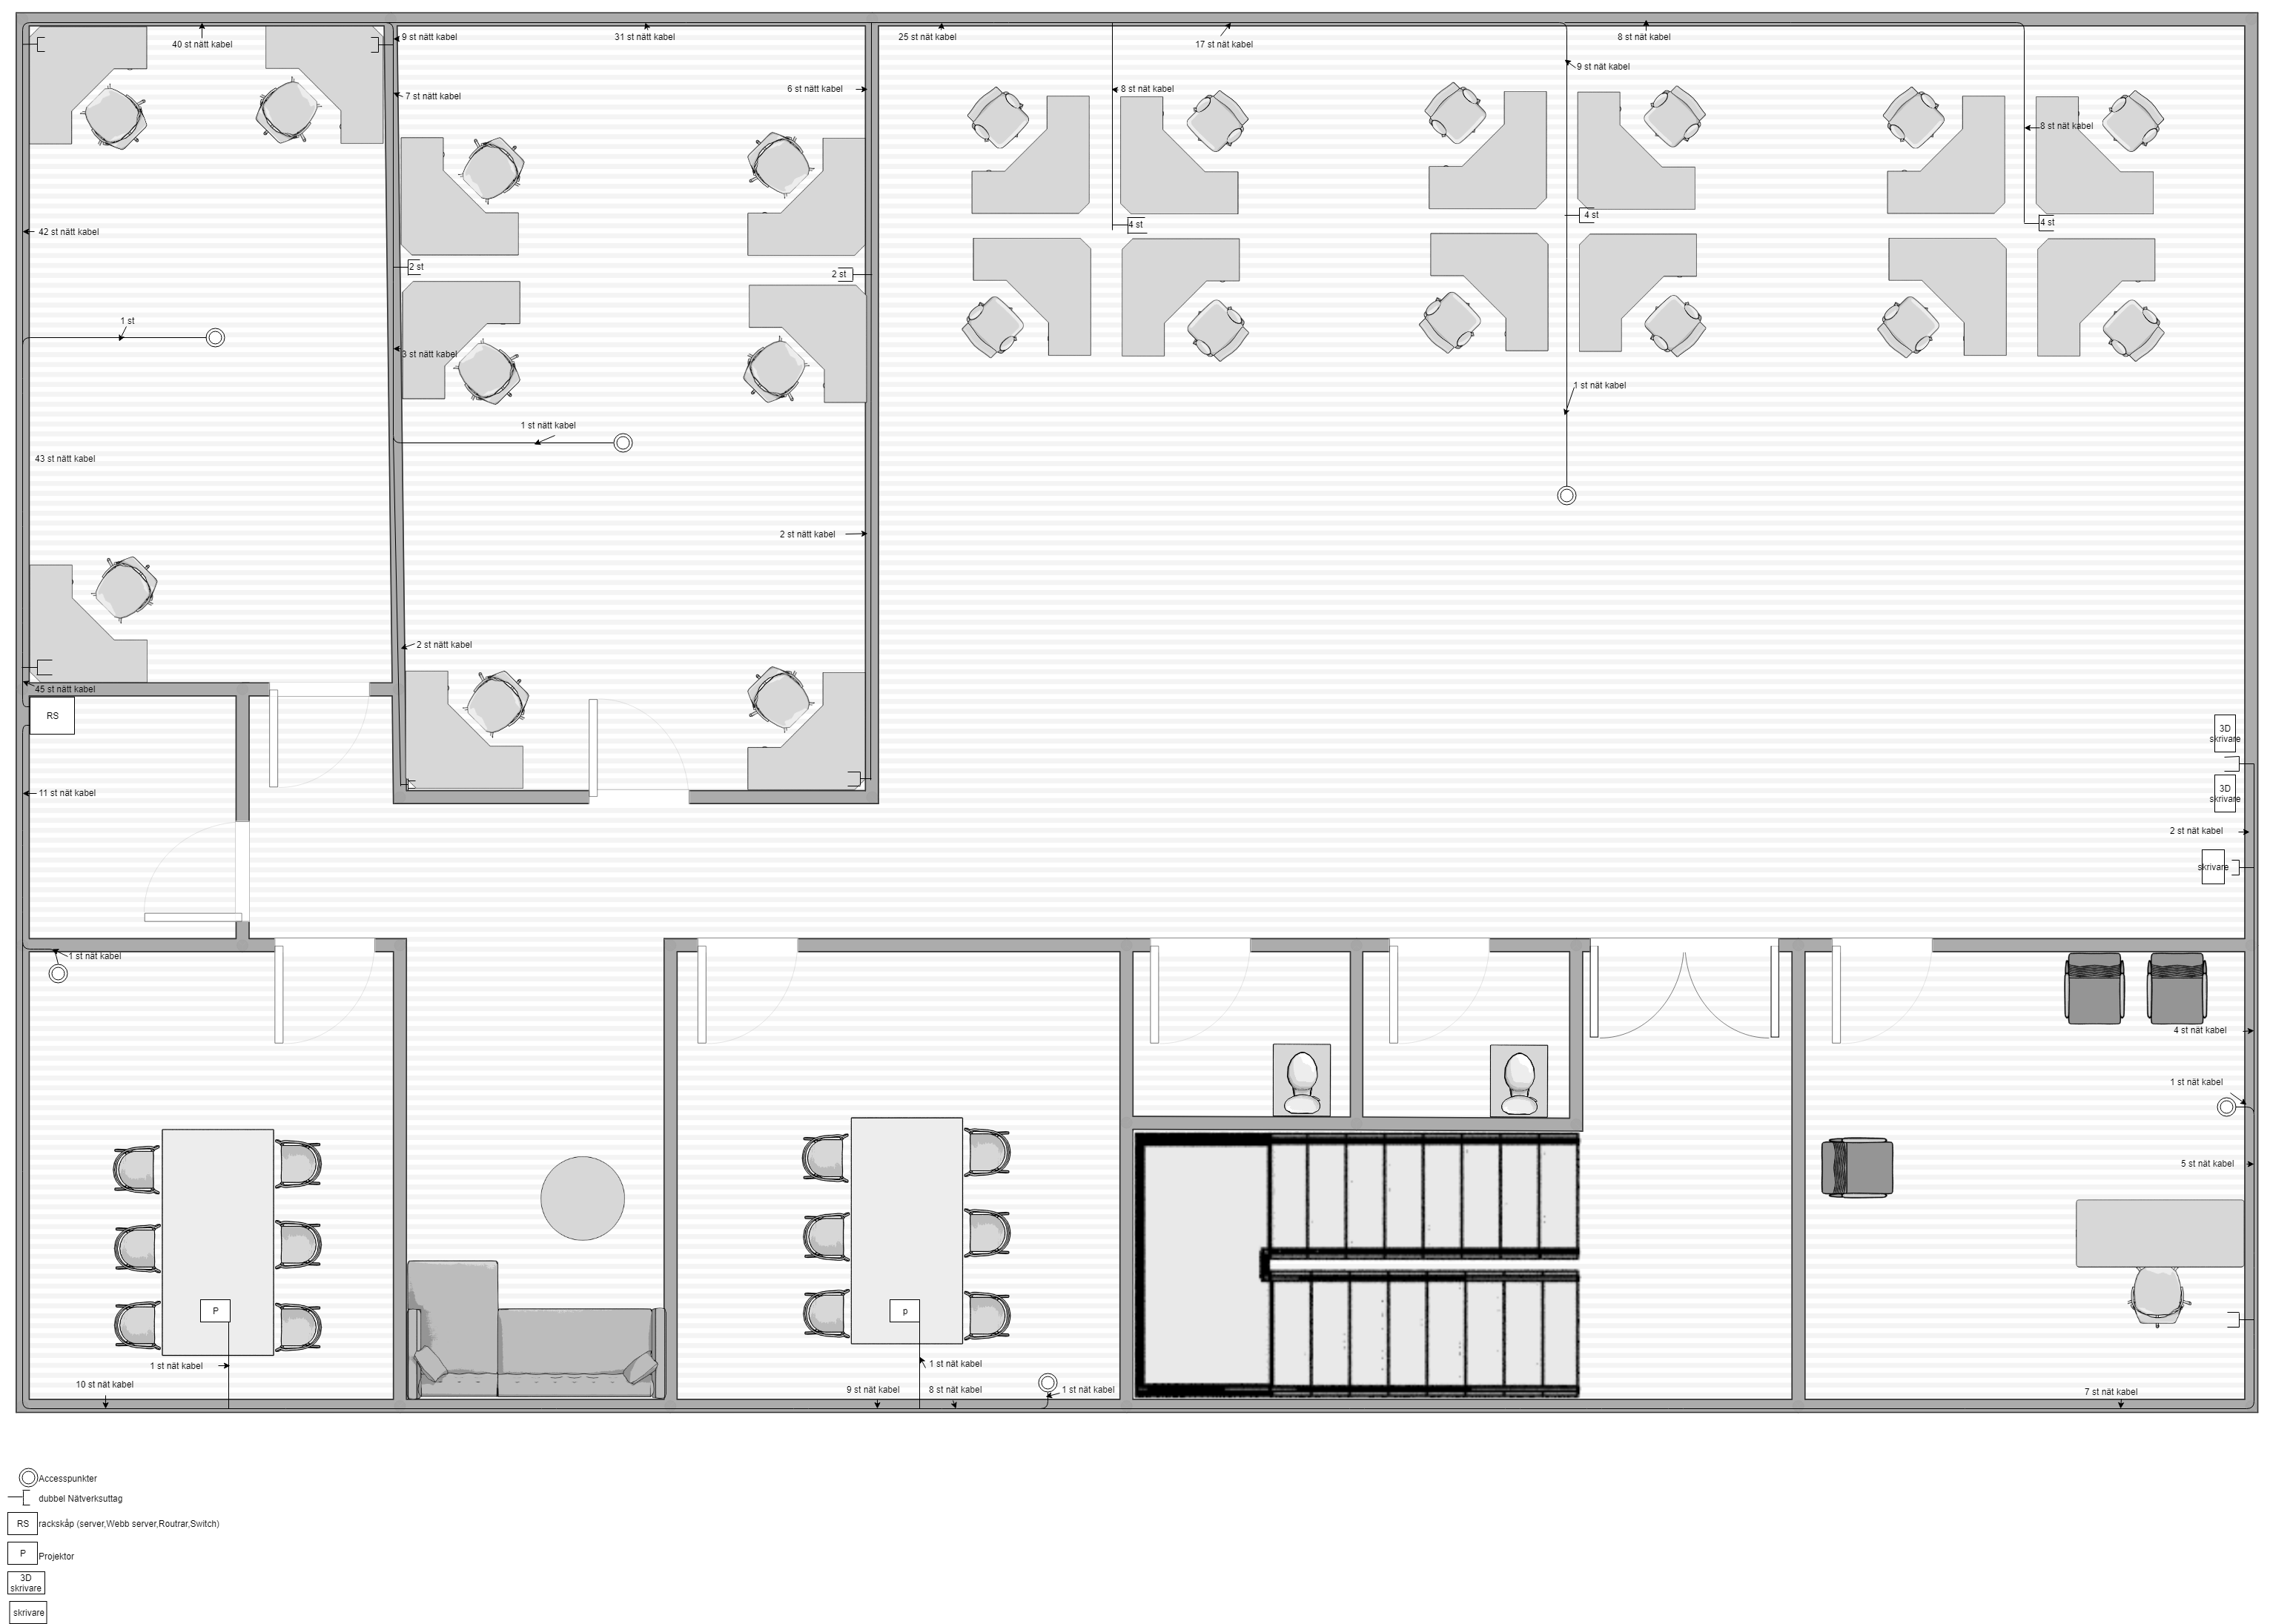 40 st nätt kabel
9 st nätt kabel
31 st nätt kabel
25 st nät kabel
17 st nät kabel
8 st nät kabel
9 st nät kabel
7 st nätt kabel
6 st nätt kabel
8 st nät kabel
8 st nät kabel
4 st
4 st
4 st
42 st nätt kabel
2 st
2 st
1 st
3 st nätt kabel
1 st nät kabel
1 st nätt kabel
43 st nätt kabel
2 st nätt kabel
2 st nätt kabel
45 st nätt kabel
RS
3D
skrivare
11 st nät kabel
3D
skrivare
2 st nät kabel
skrivare
1 st nät kabel
4 st nät kabel
1 st nät kabel
5 st nät kabel
P
p
1 st nät kabel
1 st nät kabel
10 st nät kabel
9 st nät kabel
8 st nät kabel
1 st nät kabel
7 st nät kabel
Accesspunkter
dubbel Nätverksuttag
RS
rackskåp (server,Webb server,Routrar,Switch)
P
Projektor
3D
skrivare
skrivare